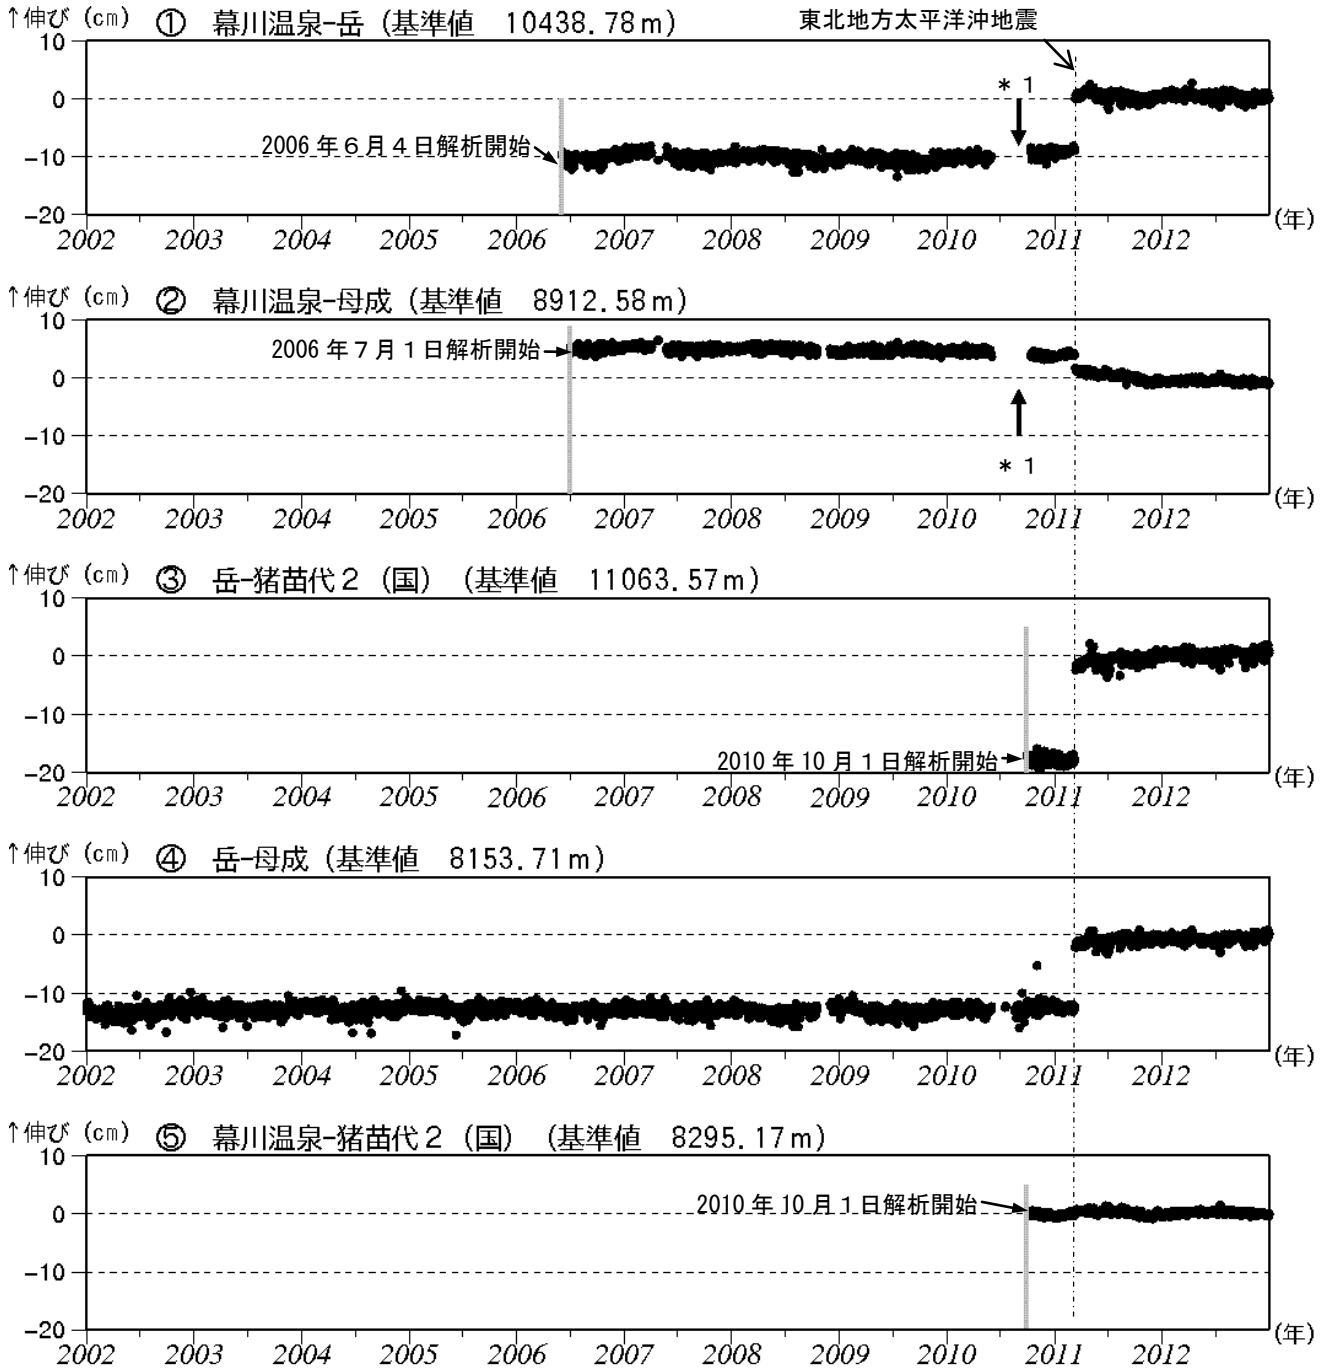 ↑伸び (cm) ① 幕川温泉-岳 (基準値 10438.78m)
東北地方太平洋沖地震
10
＊1
0
2006年6月4日解析開始
-10
-20
(年)
2002 2003 2004 2005 2006 2007 2008 2009 2010 2011 2012
↑伸び (cm) ② 幕川温泉-母成 (基準値 8912.58m)
10
2006年7月1日解析開始
0
-10
＊1
-20
(年)
2002 2003 2004 2005 2006 2007 2008 2009 2010 2011 2012
↑伸び (cm) ③ 岳-猪苗代2 (国) (基準値 11063.57m)
10
0
-10
2010年10月1日解析開始
-20
(年)
2002 2003 2004 2005 2006 2007 2008 2009 2010 2011 2012
↑伸び (cm) ④ 岳-母成 (基準値 8153.71m)
10
0
-10
-20
(年)
2002 2003 2004 2005 2006 2007 2008 2009 2010 2011 2012
↑伸び (cm) ⑤ 幕川温泉-猪苗代2 (国) (基準値 8295.17m)
10
2010年10月1日解析開始
0
-10
-20
(年)
2002 2003 2004 2005 2006 2007 2008 2009 2010 2011 2012